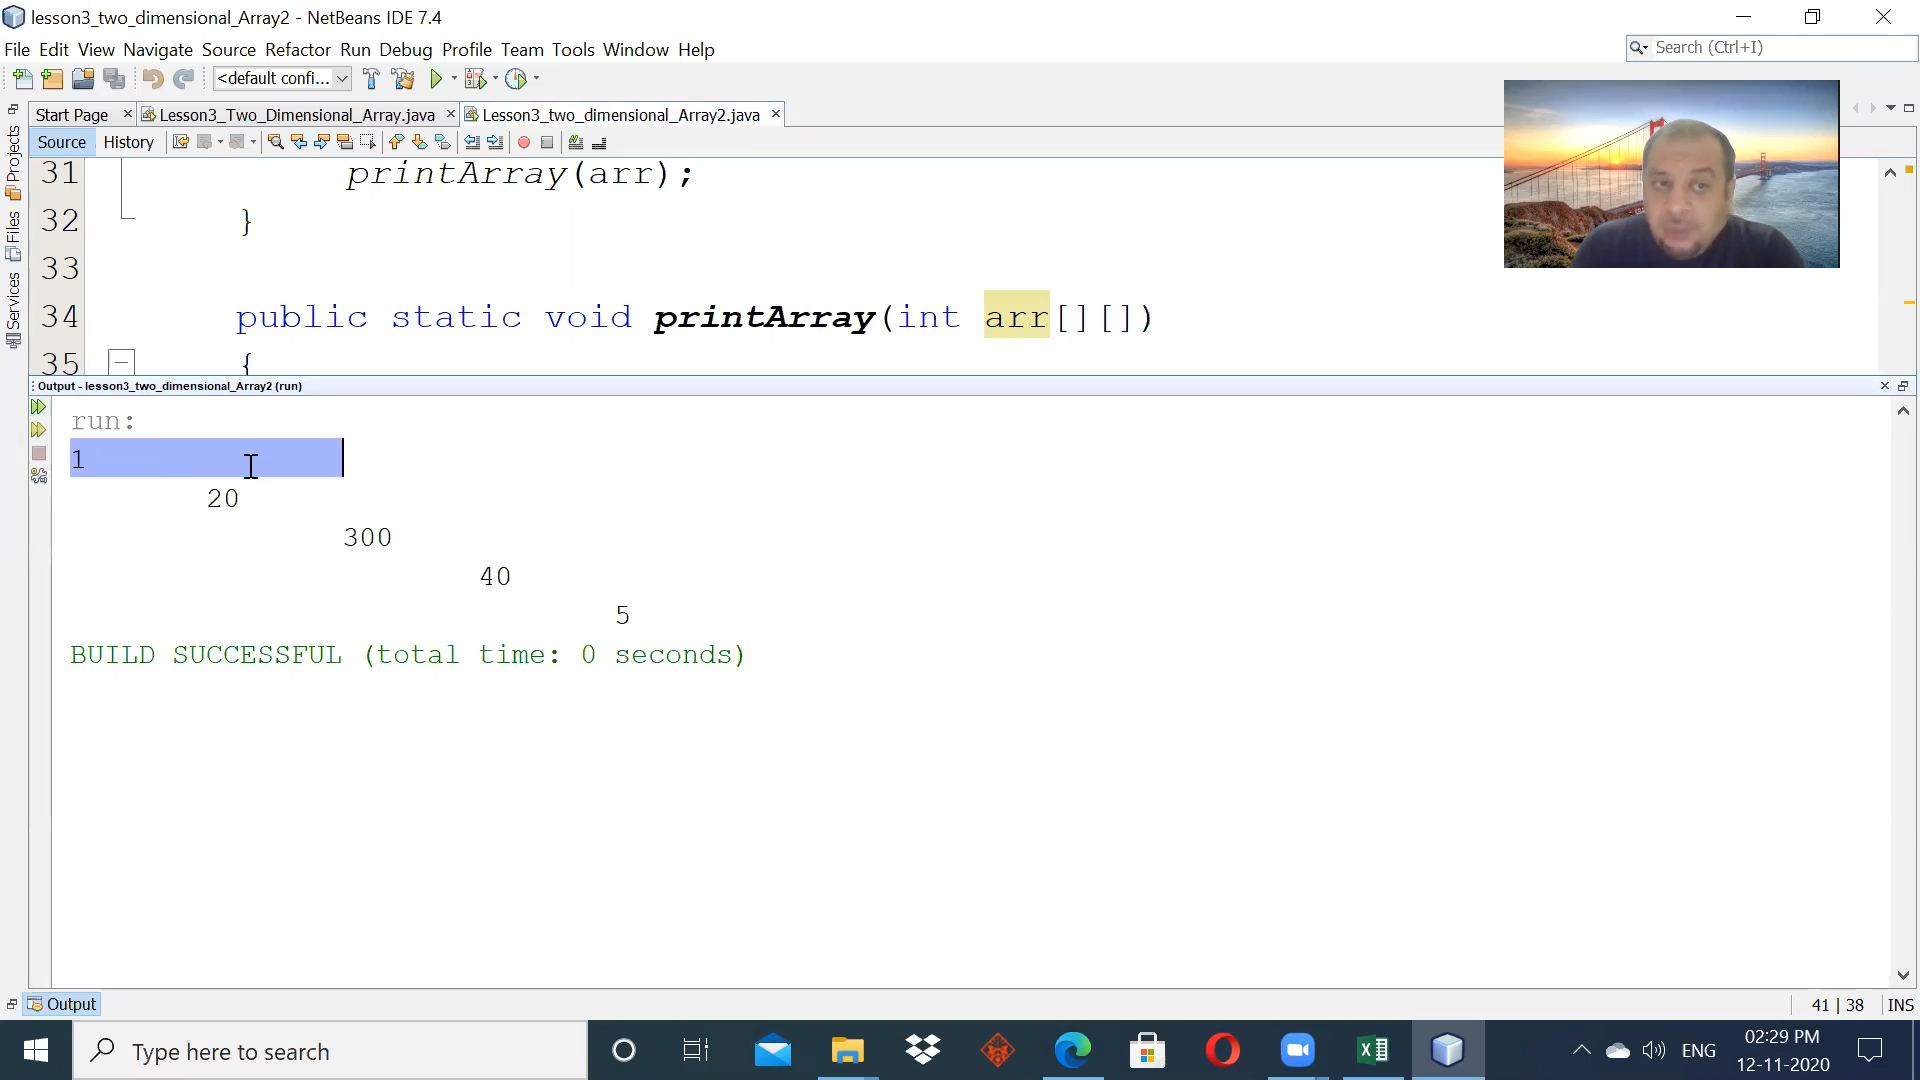 lesson3_two_dimensional_Array2 - NetBeans IDE 7.4
File Edit View Navigate Source Refactor Run Debug Profile Team Tools Window Help
Search (Ctrl+I)
<default confi...
Start Page Lesson3_Two_Dimensional_Array.java Lesson3_two_dimensional_Array2.java
Source History
Projects
Files
Services
31 printArray(arr);
32 }
33
34 public static void printArray(int arr[][])
35 {
Output - lesson3_two_dimensional_Array2 (run)
run:
1
20
300
40
5
BUILD SUCCESSFUL (total time: 0 seconds)
Output
41 | 38 INS
Type here to search
ENG
02:29 PM
12-11-2020